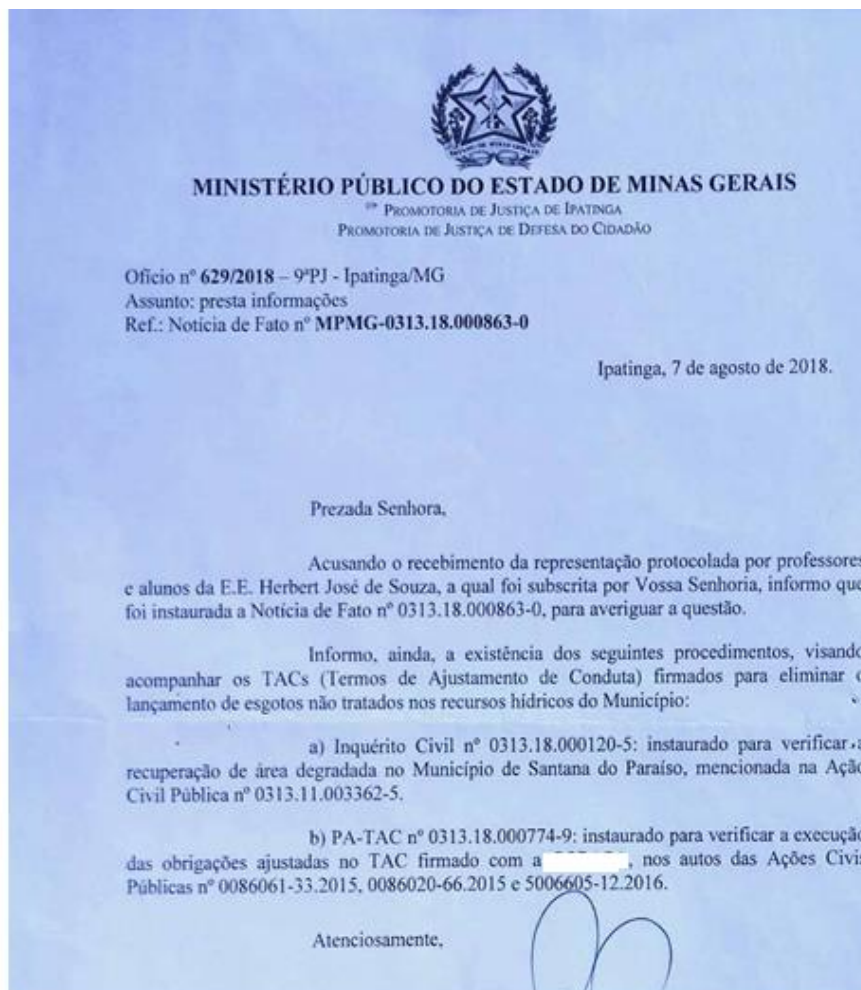 MINISTÉRIO PÚBLICO DO ESTADO DE MINAS GERAIS
PROMOTORIA DE JUSTIÇA DE IPATINGA
PROMOTORIA DE JUSTIÇA DE DEFESA DO CIDADÃO
Ofício nº 629/2018 – 9ªPJ - Ipatinga/MG
Assunto: presta informações
Ref.: Notícia de Fato nº MPMG-0313.18.000863-0
Ipatinga, 7 de agosto de 2018.
Prezada Senhora,
Acusando o recebimento da representação protocolada por professores
e alunos da E.E. Herbert José de Souza, a qual foi subscrita por Vossa Senhoria, informo que
foi instaurada a Notícia de Fato nº 0313.18.000863-0, para averiguar a questão.
Informo, ainda, a existência dos seguintes procedimentos, visando
acompanhar os TACs (Termos de Ajustamento de Conduta) firmados para eliminar o
lançamento de esgotos não tratados nos recursos hídricos do Município:
a) Inquérito Civil nº 0313.18.000120-5: instaurado para verificar a
recuperação de área degradada no Município de Santana do Paraíso, mencionada na Ação
Civil Pública nº 0313.11.003362-5.
b) PA-TAC nº 0313.18.000774-9: instaurado para verificar a execução
das obrigações ajustadas no TAC firmado com a , nos autos das Ações Civis
Públicas nº 0086061-33.2015, 0086020-66.2015 e 5006605-12.2016.
Atenciosamente,